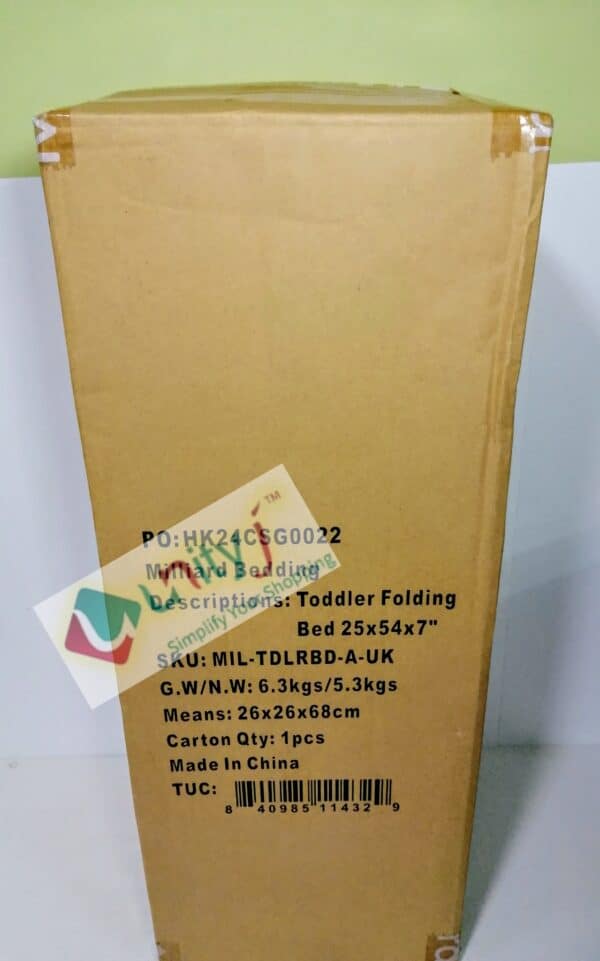 PO:HK24CSG0022
unityj™
Milliard Bedding
Simplify Your Shopping
Descriptions: Toddler Folding
Bed 25x54x7"
SKU: MIL-TDLRBD-A-UK
G.W/N.W: 6.3kgs/5.3kgs
Means: 26x26x68cm
Carton Qty: 1pcs
Made In China
TUC:
8 40985 11432 9